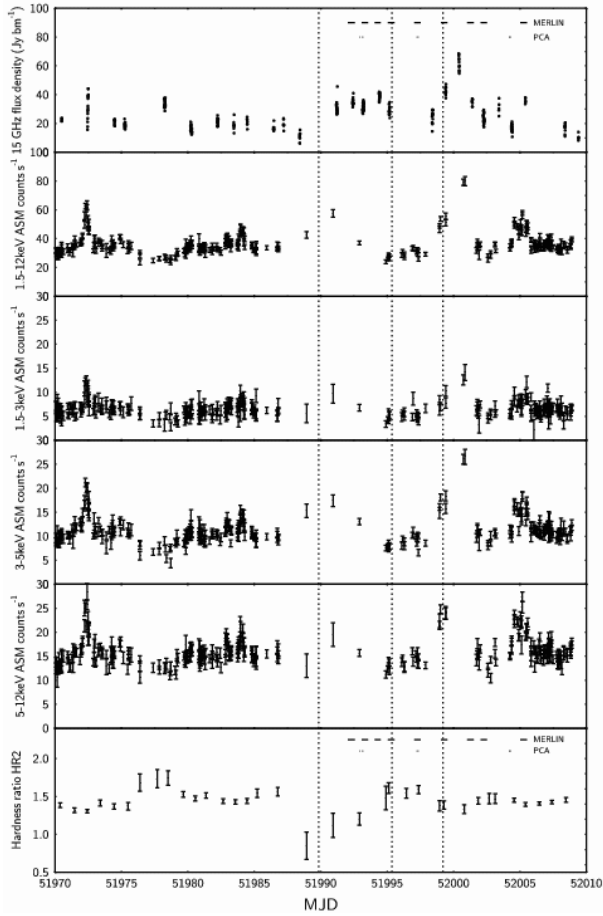 15 GHz flux density (Jy bm⁻¹)
100
80
60
40
20
MERLIN
PCA
1.5-12keV ASM counts s⁻¹
100
80
60
40
20
1.5-3keV ASM counts s⁻¹
30
25
20
15
10
5
3-5keV ASM counts s⁻¹
30
25
20
15
10
5
5-12keV ASM counts s⁻¹
30
25
20
15
10
5
0
Hardness ratio HR2
2.0
1.5
1.0
0.5
MERLIN
PCA
51970 51975 51980 51985 51990 51995 52000 52005 52010
MJD